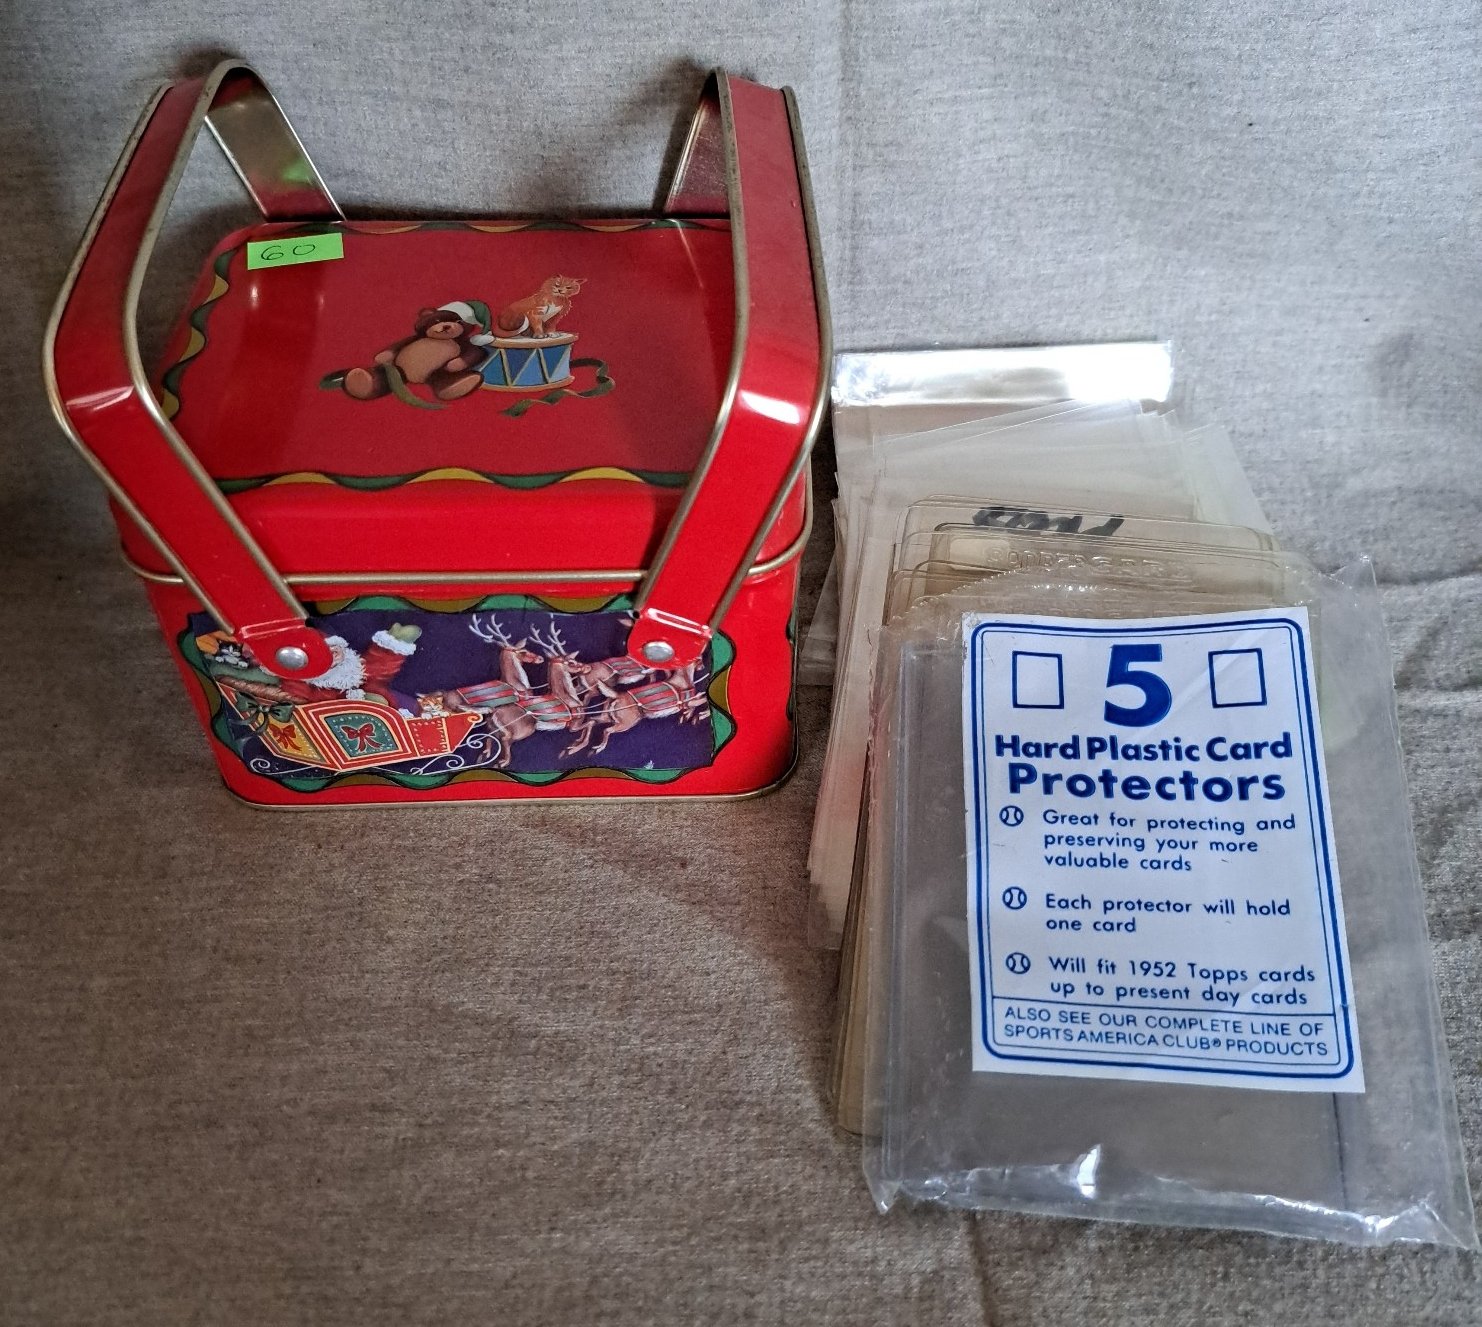 60
5
Hard Plastic Card
Protectors
Great for protecting and
preserving your more
valuable cards
Each protector will hold
one card
Will fit 1952 Topps cards
up to present day cards
ALSO SEE OUR COMPLETE LINE OF
SPORTS AMERICA CLUB® PRODUCTS